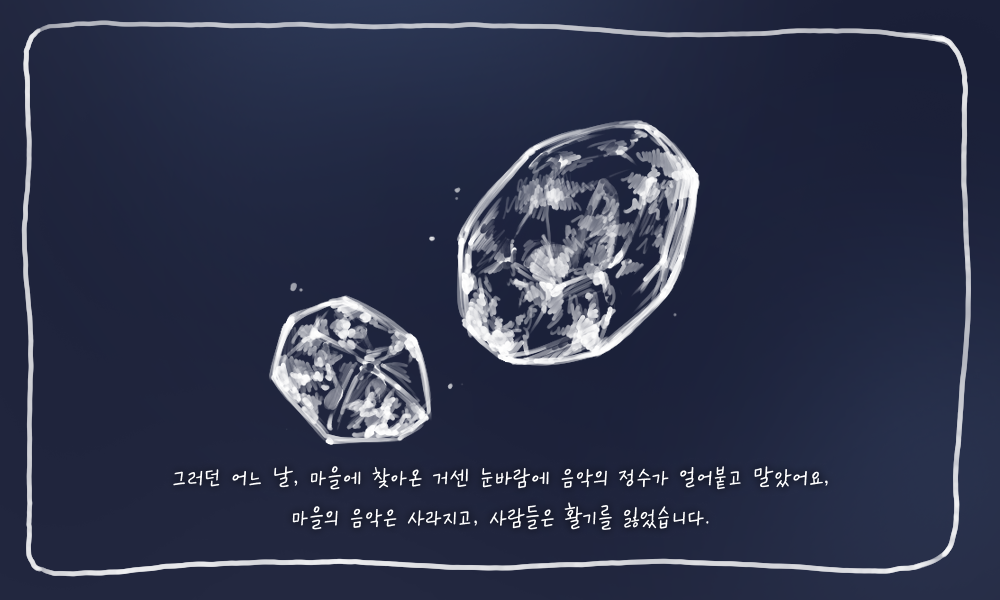 그러던 어느 날, 마을에 찾아온 거센 눈바람에 음악의 정수가 얼어붙고 말았어요,
마을의 음악은 사라지고, 사람들은 활기를 잃었습니다.